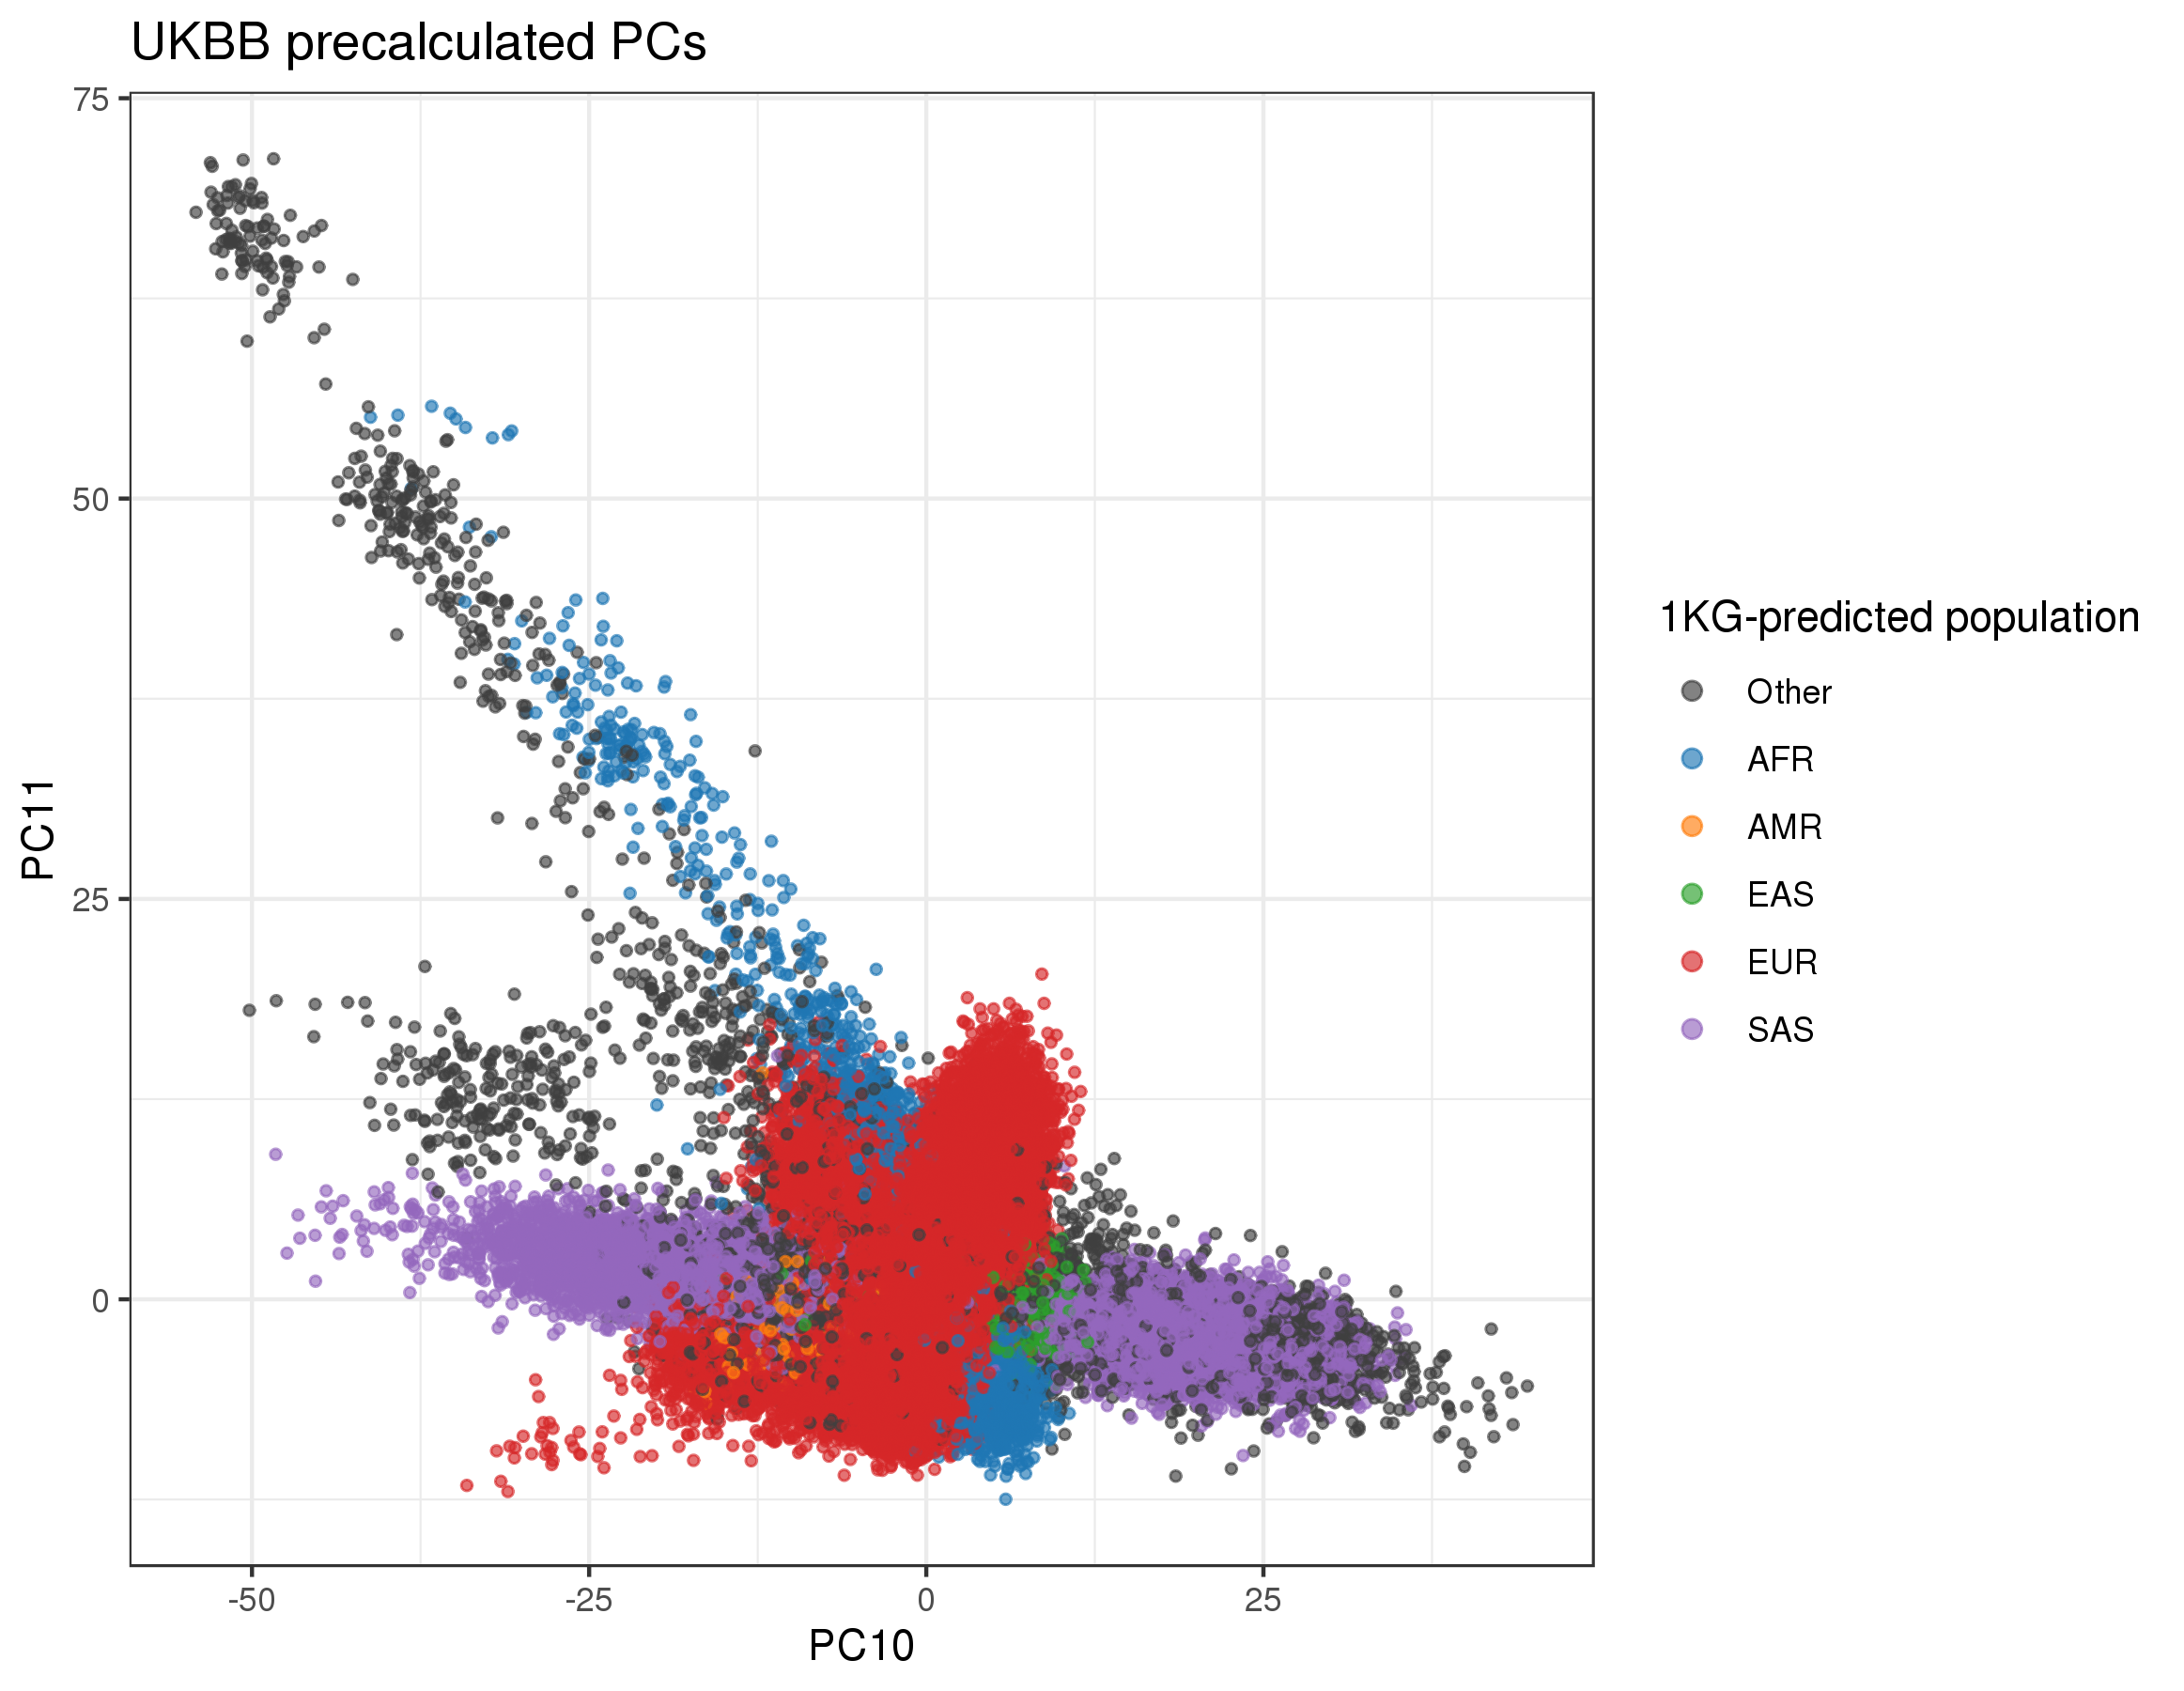 UKBB precalculated PCs
75
50
25
0
PC11
-50
-25
0
25
PC10
1KG-predicted population
Other
AFR
AMR
EAS
EUR
SAS